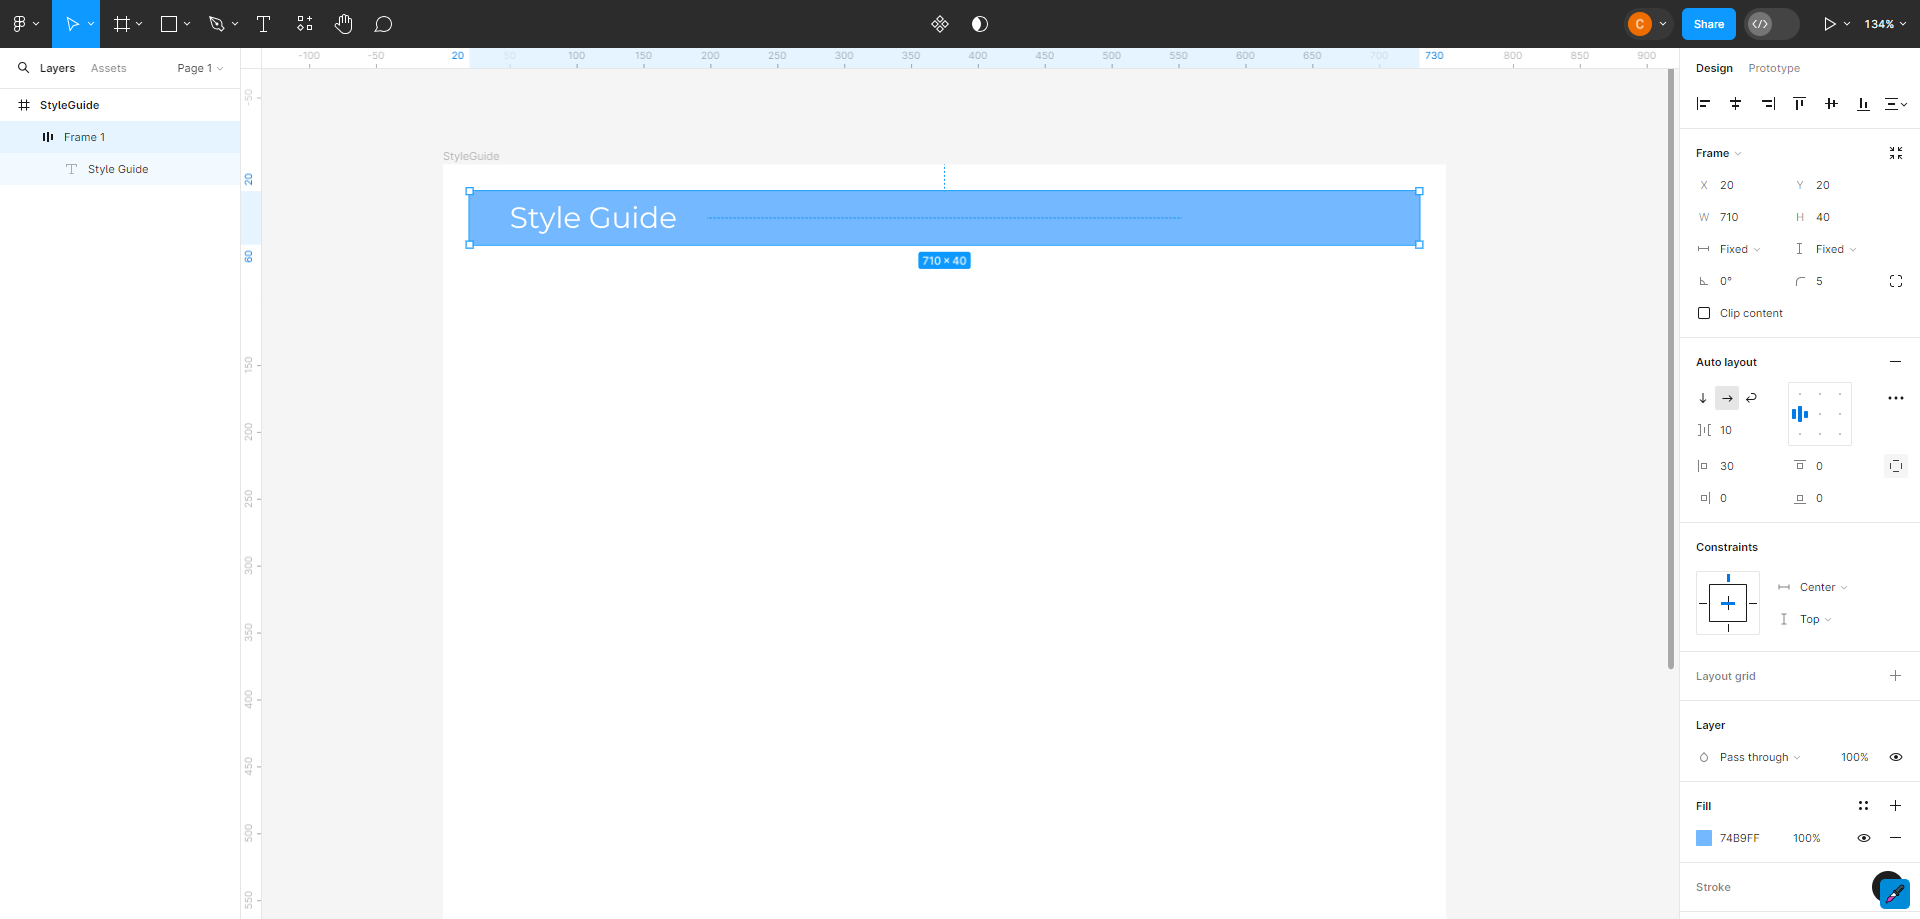 C
Share
134%
Layers
Assets
Page 1
StyleGuide
Frame 1
Style Guide
-100
-50
20
50
100
150
200
250
300
350
400
450
500
550
600
650
700
730
800
850
900
-50
20
60
150
200
250
300
350
400
450
500
550
StyleGuide
Style Guide
710 × 40
Design
Prototype
Frame
X 20
Y 20
W 710
H 40
Fixed
Fixed
0°
5
Clip content
Auto layout
10
30
0
0
0
Constraints
Center
Top
Layout grid
Layer
Pass through
100%
Fill
74B9FF
100%
Stroke